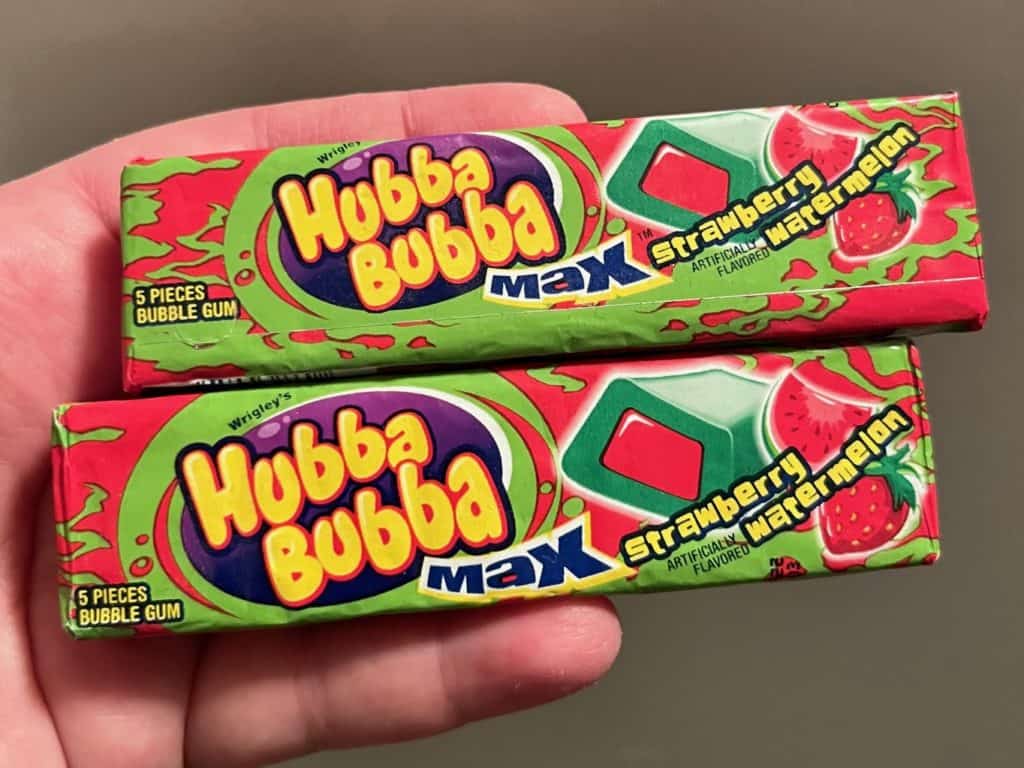 Wrigley
Hubba
Bubba
MAX™
Strawberry
Watermelon
ARTIFICIALLY
FLAVORED
5 PIECES
BUBBLE GUM
Wrigley's
Hubba
Bubba
MAX
Strawberry
Watermelon
ARTIFICIALLY
FLAVORED
5 PIECES
BUBBLE GUM